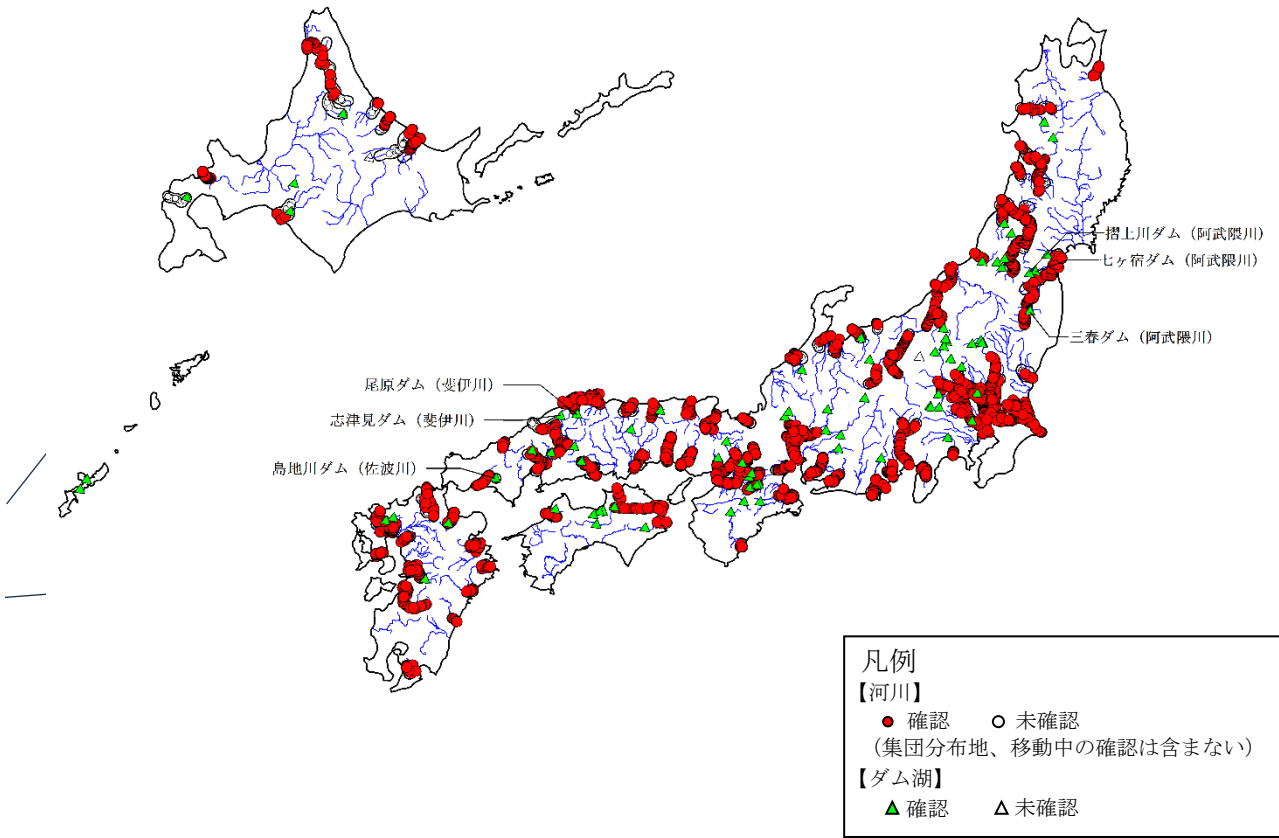 摺上川ダム（阿武隈川）
七ヶ宿ダム（阿武隈川）
三春ダム（阿武隈川）
尾原ダム（斐伊川）
志津見ダム（斐伊川）
島地川ダム（佐波川）
凡例
【河川】
確認 未確認
（集団分布地、移動中の確認は含まない）
【ダム湖】
確認 未確認